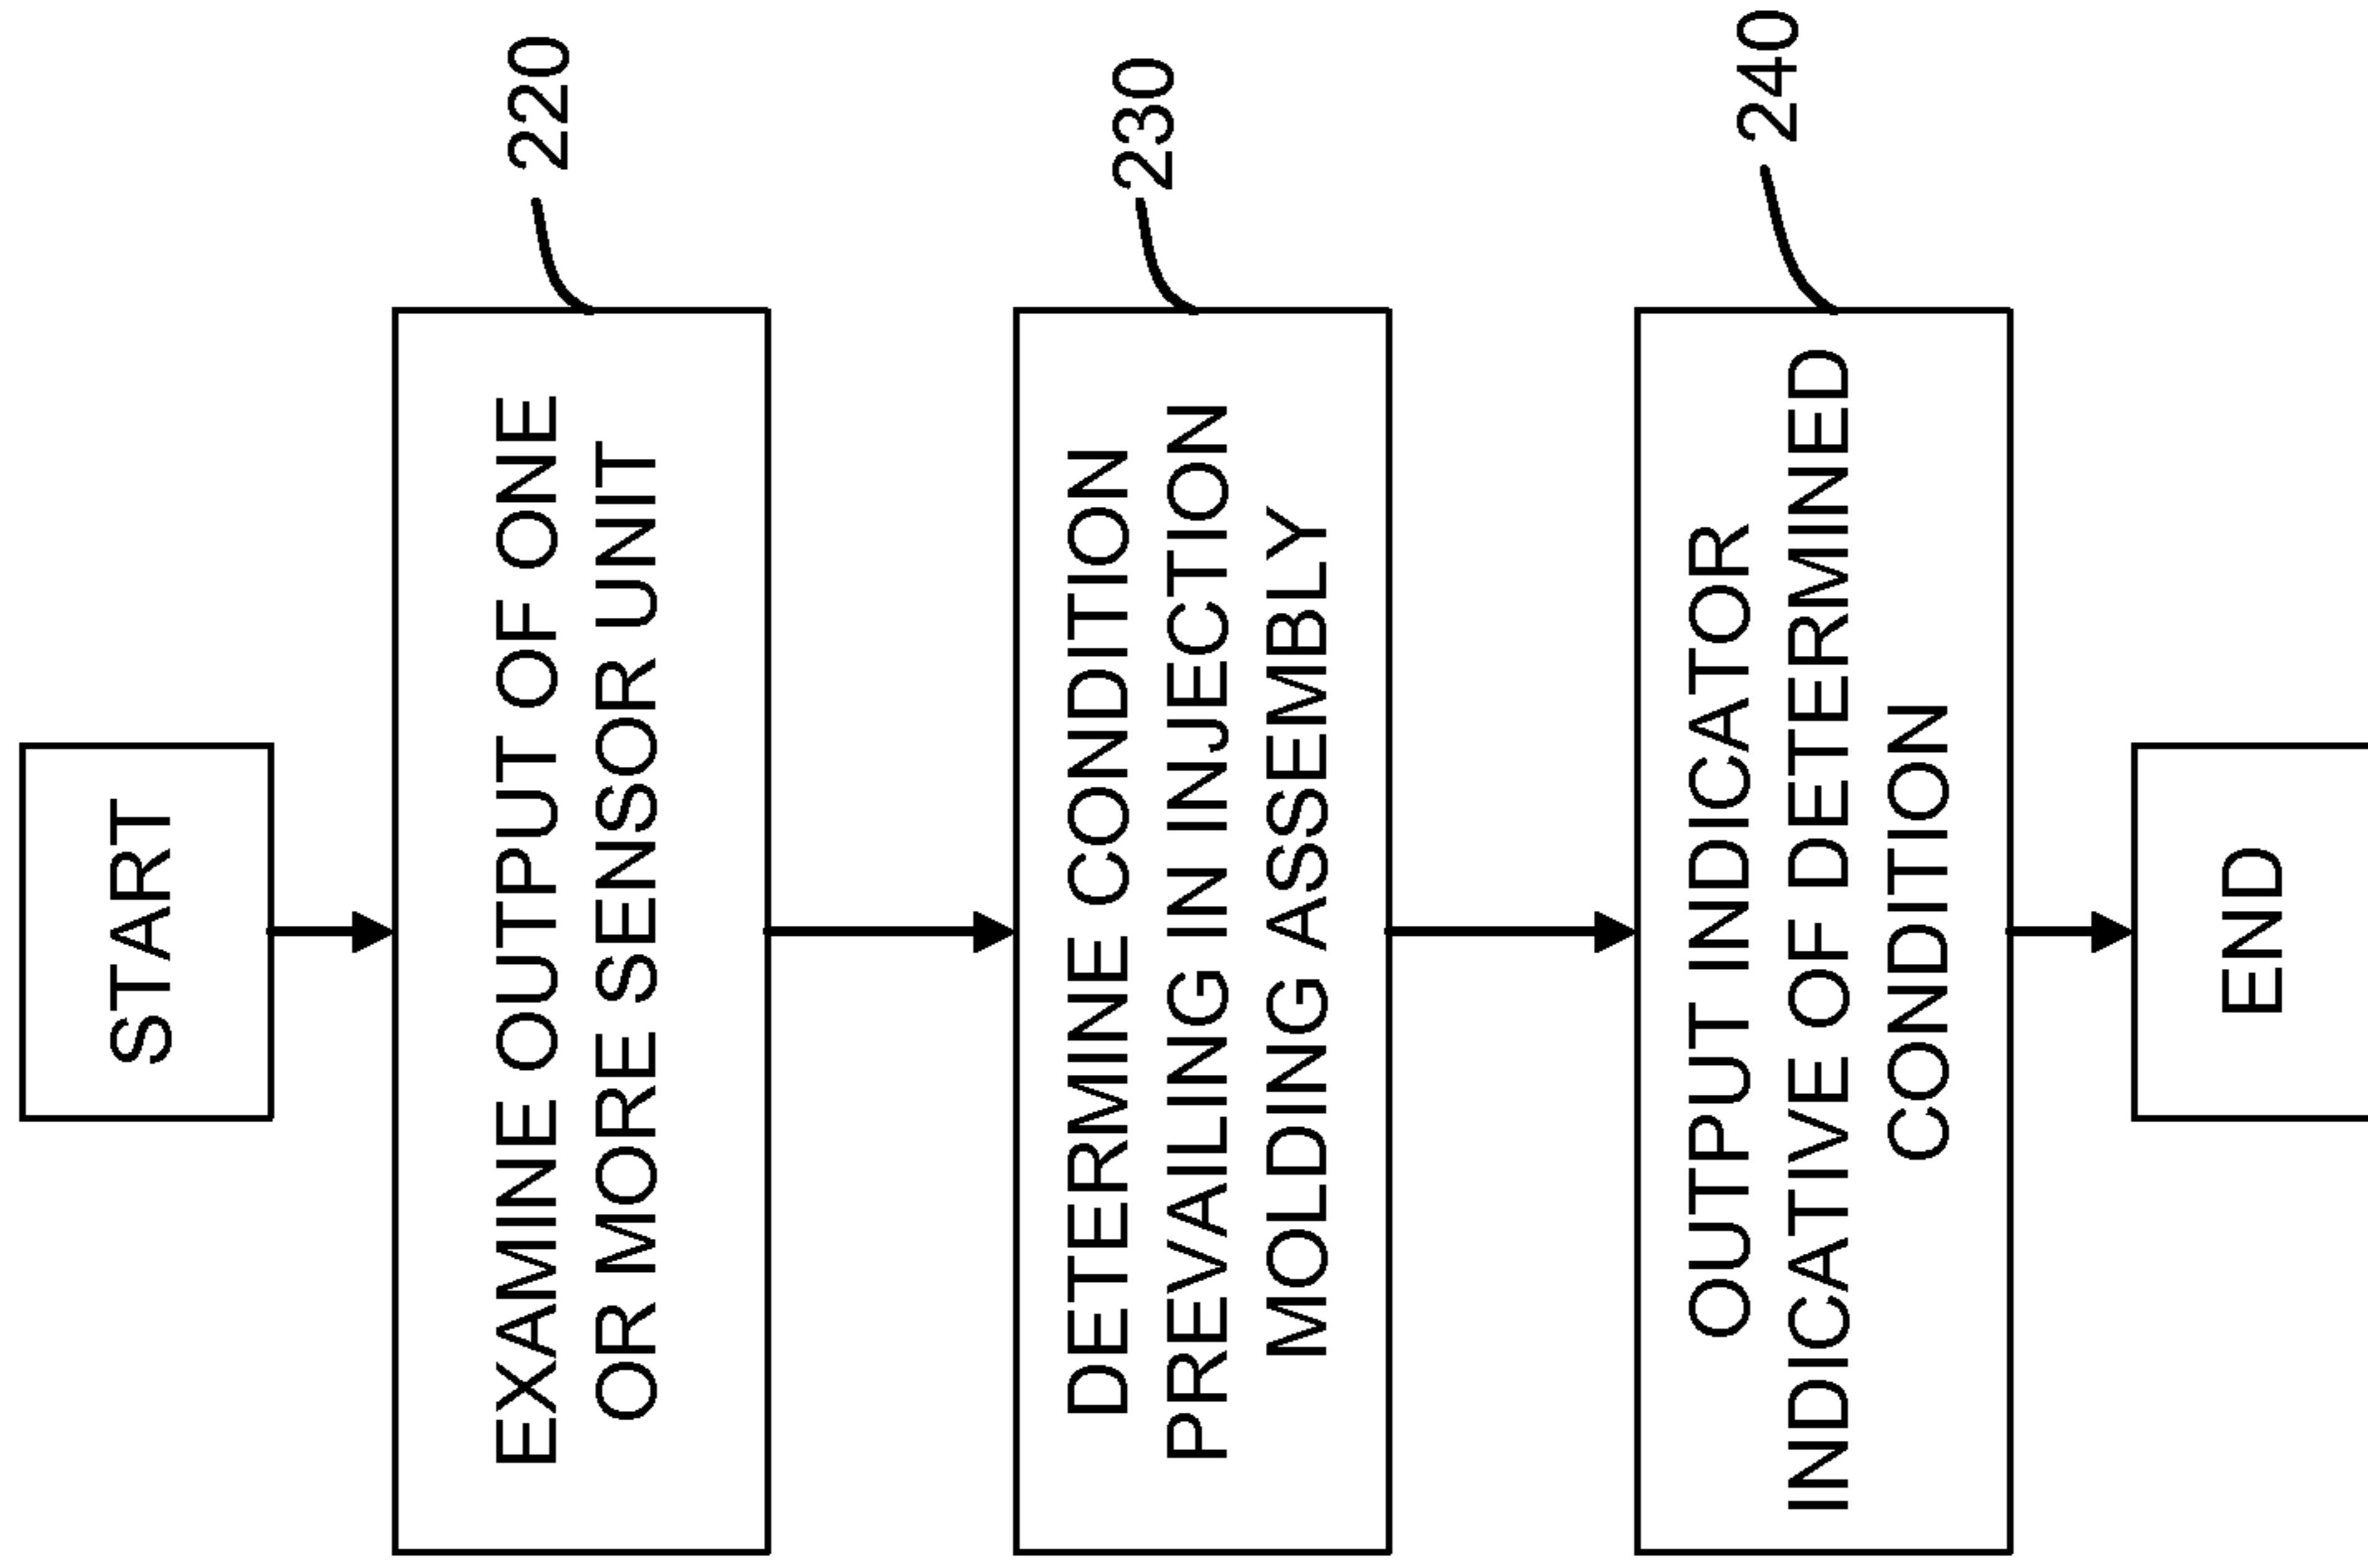 START
220
EXAMINE OUTPUT OF ONE
OR MORE SENSOR UNIT
230
DETERMINE CONDITION
PREVAILING IN INJECTION
MOLDING ASSEMBLY
240
OUTPUT INDICATOR
INDICATIVE OF DETERMINED
CONDITION
END